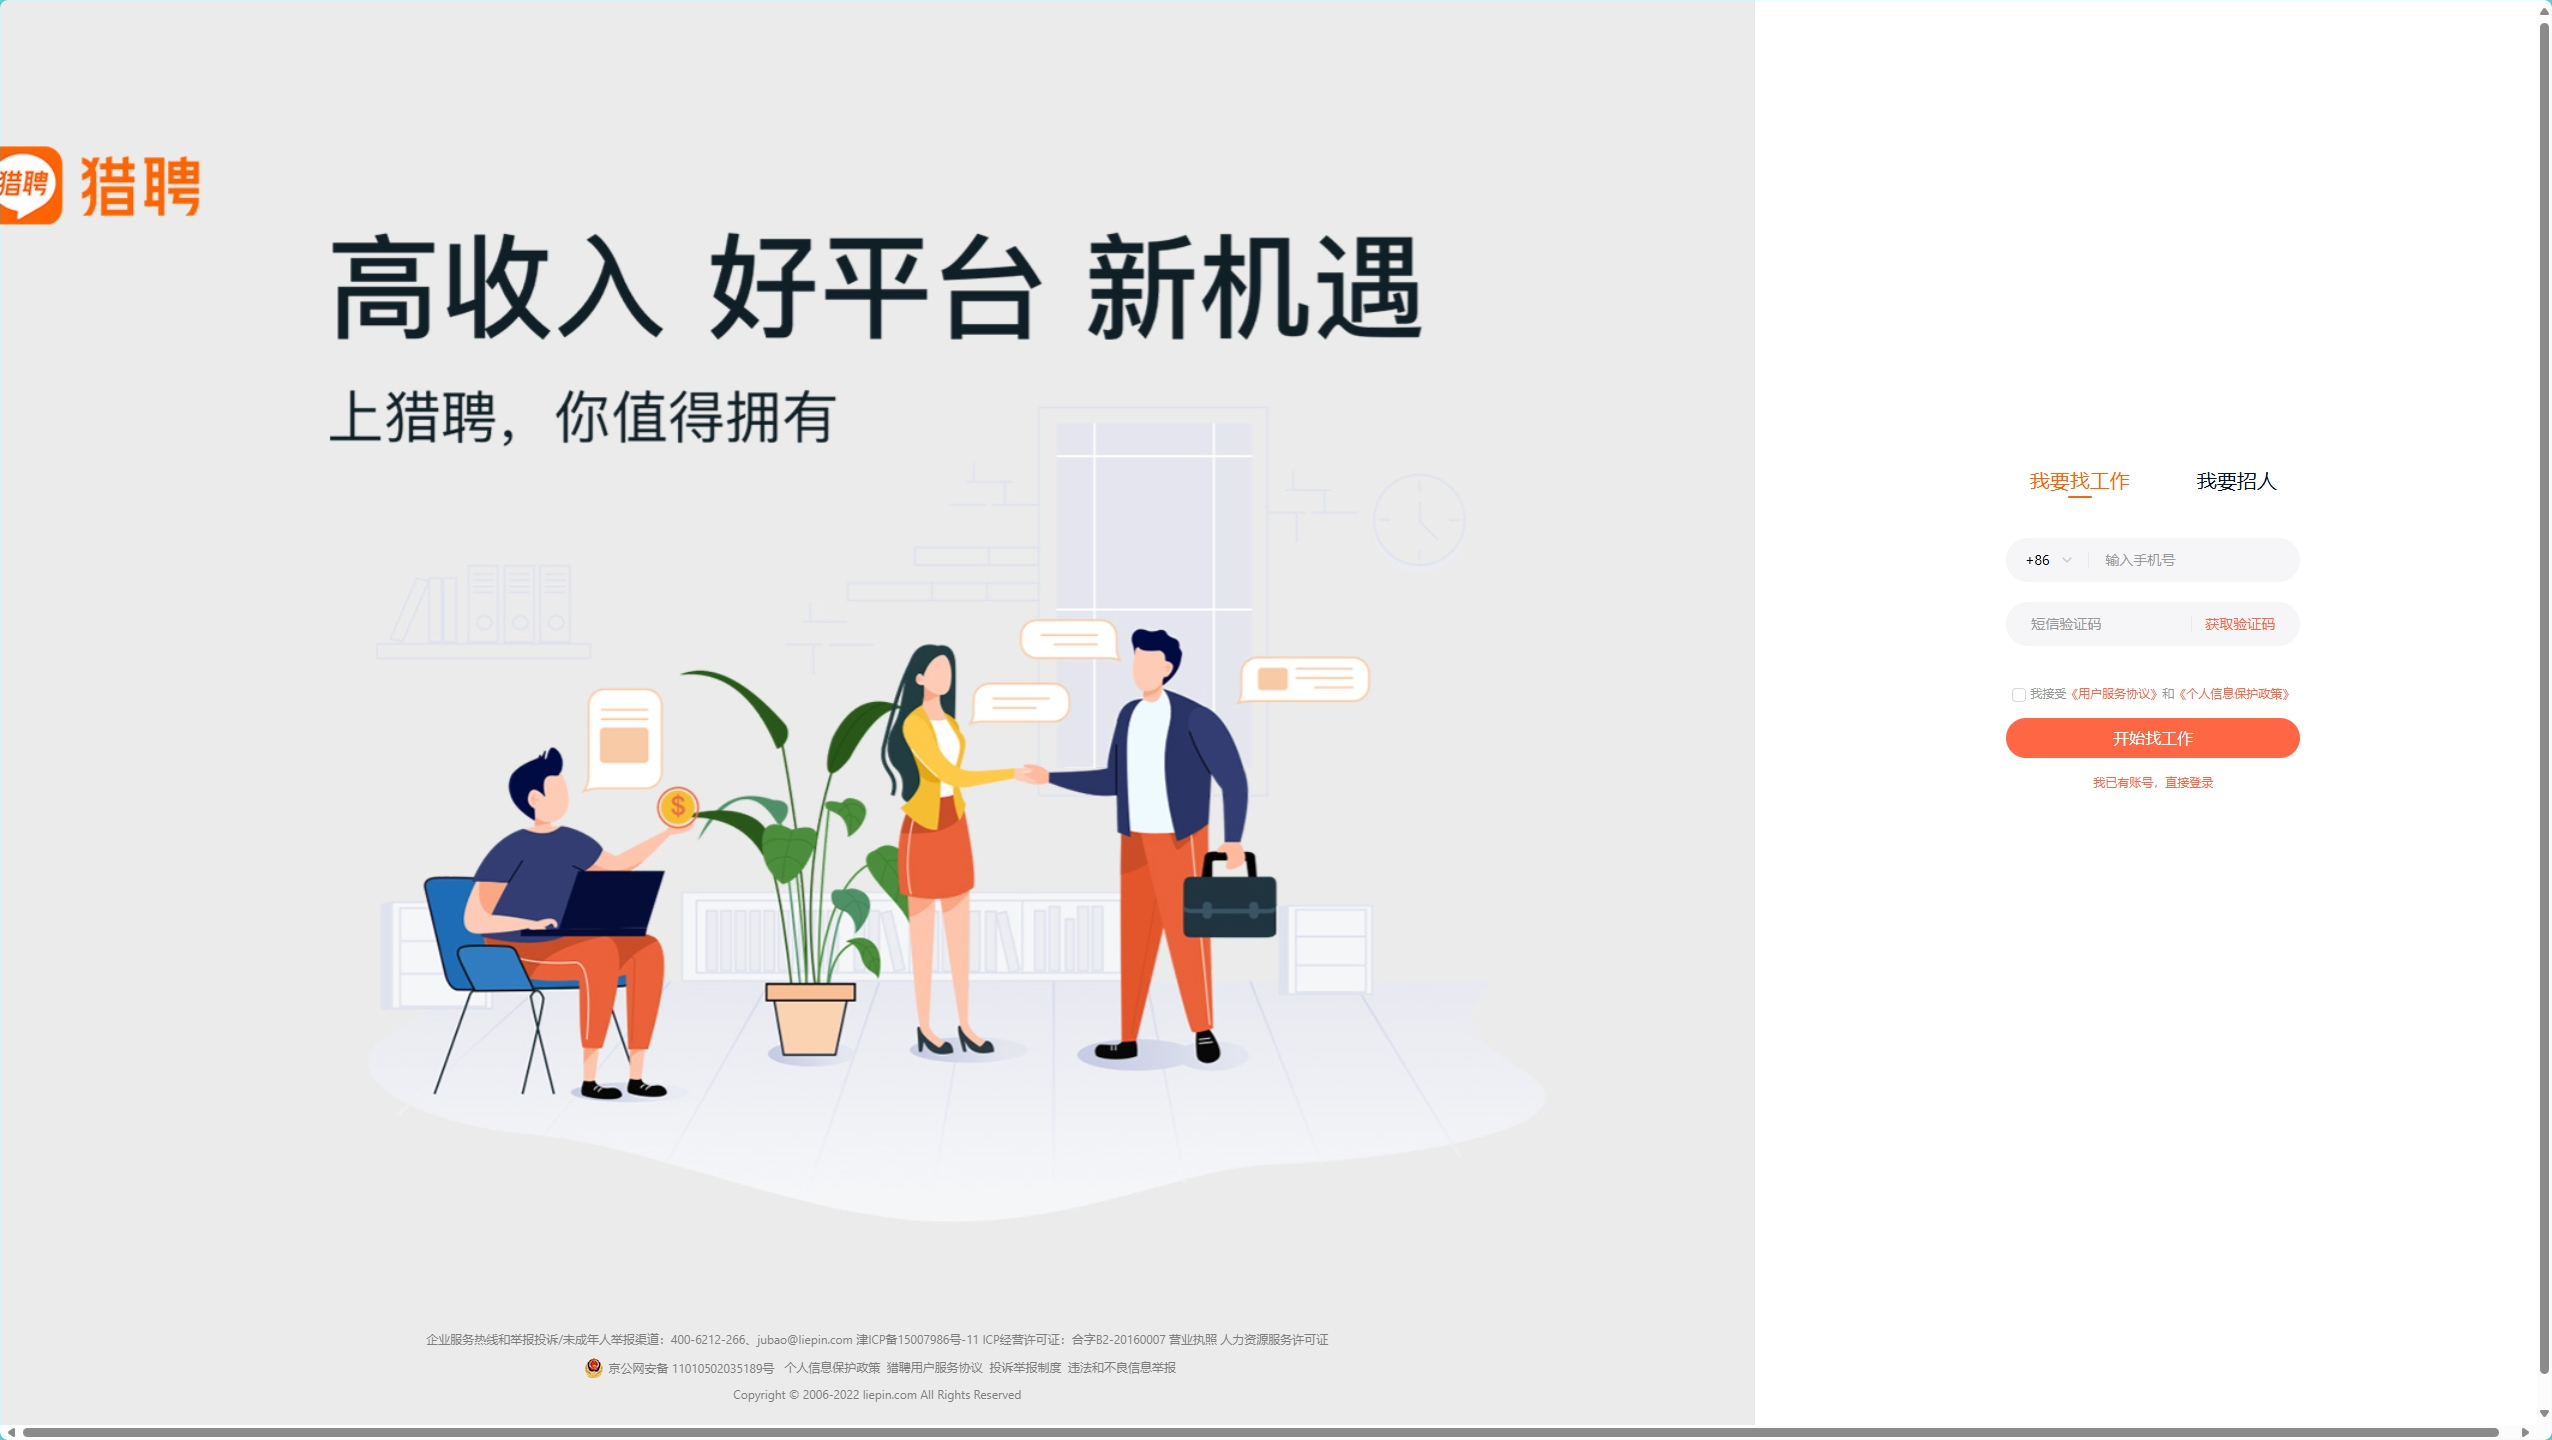 猎聘 猎聘
高收入 好平台 新机遇
上猎聘，你值得拥有
我要找工作 我要招人
+86 输入手机号
短信验证码 获取验证码
我接受《用户服务协议》和《个人信息保护政策》
开始找工作
我已有账号，直接登录
企业服务热线和举报投诉/未成年人举报渠道：400-6212-266、jubao@liepin.com 津ICP备15007986号-11 ICP经营许可证：合字B2-20160007 营业执照 人力资源服务许可证
京公网安备 11010502035189号 个人信息保护政策 猎聘用户服务协议 投诉举报制度 违法和不良信息举报
Copyright © 2006-2022 liepin.com All Rights Reserved